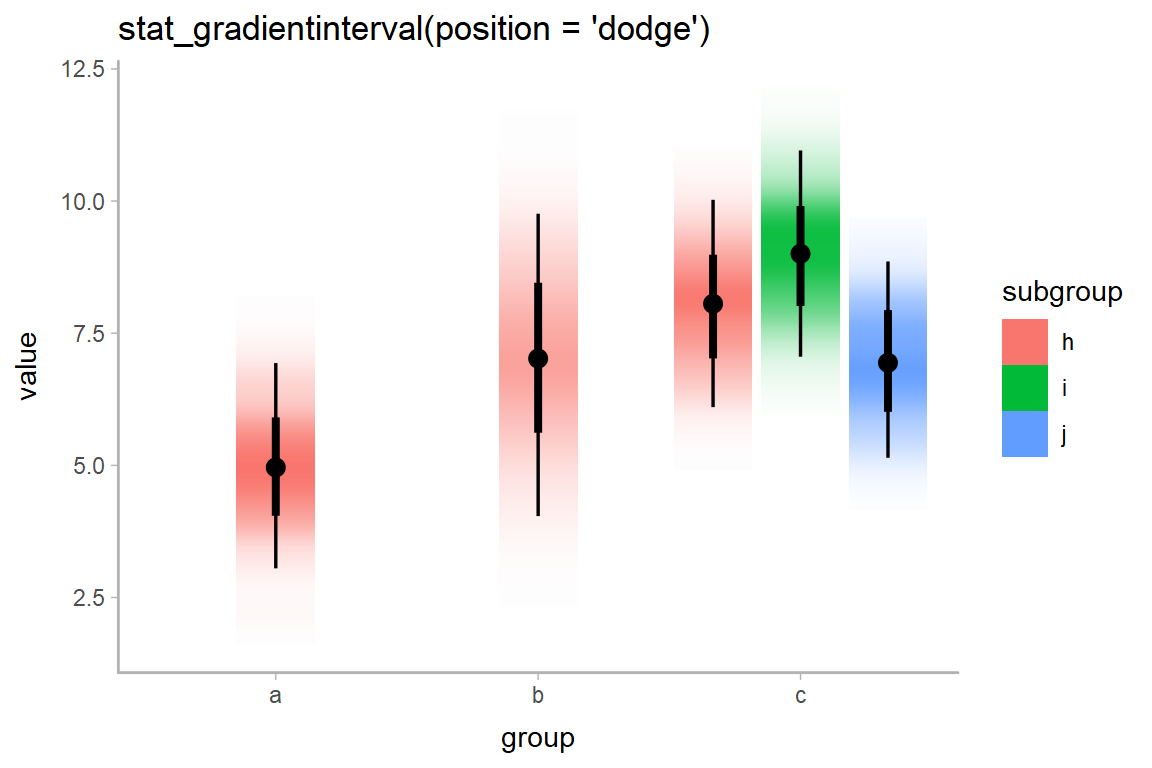 stat_gradientinterval(position = 'dodge')
12.5
10.0
7.5
5.0
2.5
value
a b c
group
subgroup
h
i
j